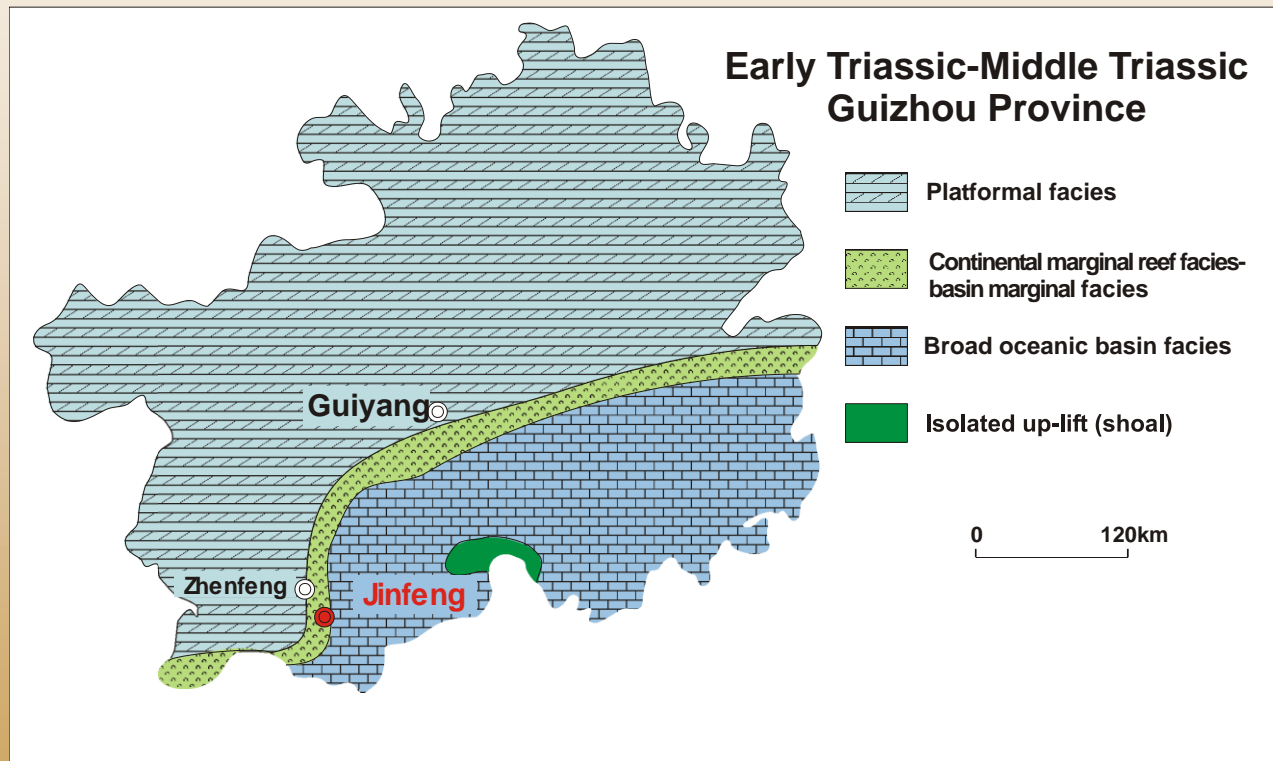 Early Triassic-Middle Triassic
Guizhou Province
Platformal facies
Continental marginal reef facies-
basin marginal facies
Broad oceanic basin facies
Guiyang
Isolated up-lift (shoal)
0 120km
Zhenfeng
Jinfeng